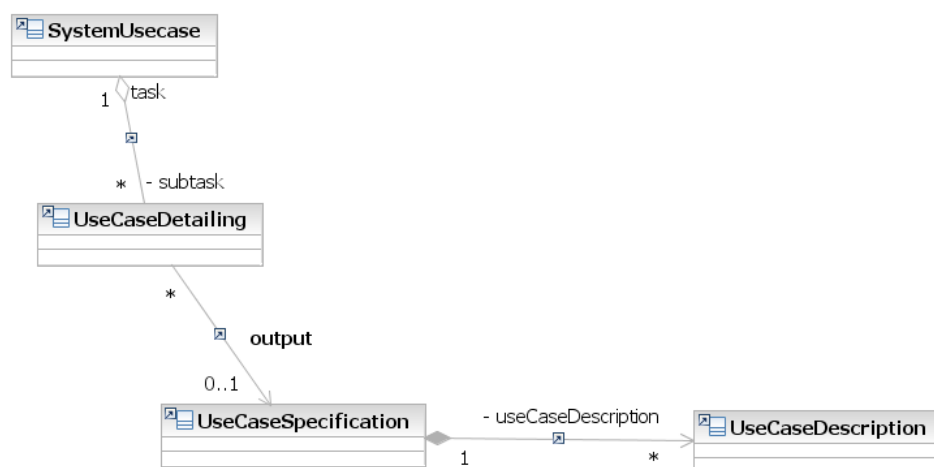 SystemUsecase
1
task
*
- subtask
UseCaseDetailing
*
output
0..1
UseCaseSpecification
- useCaseDescription
1
*
UseCaseDescription